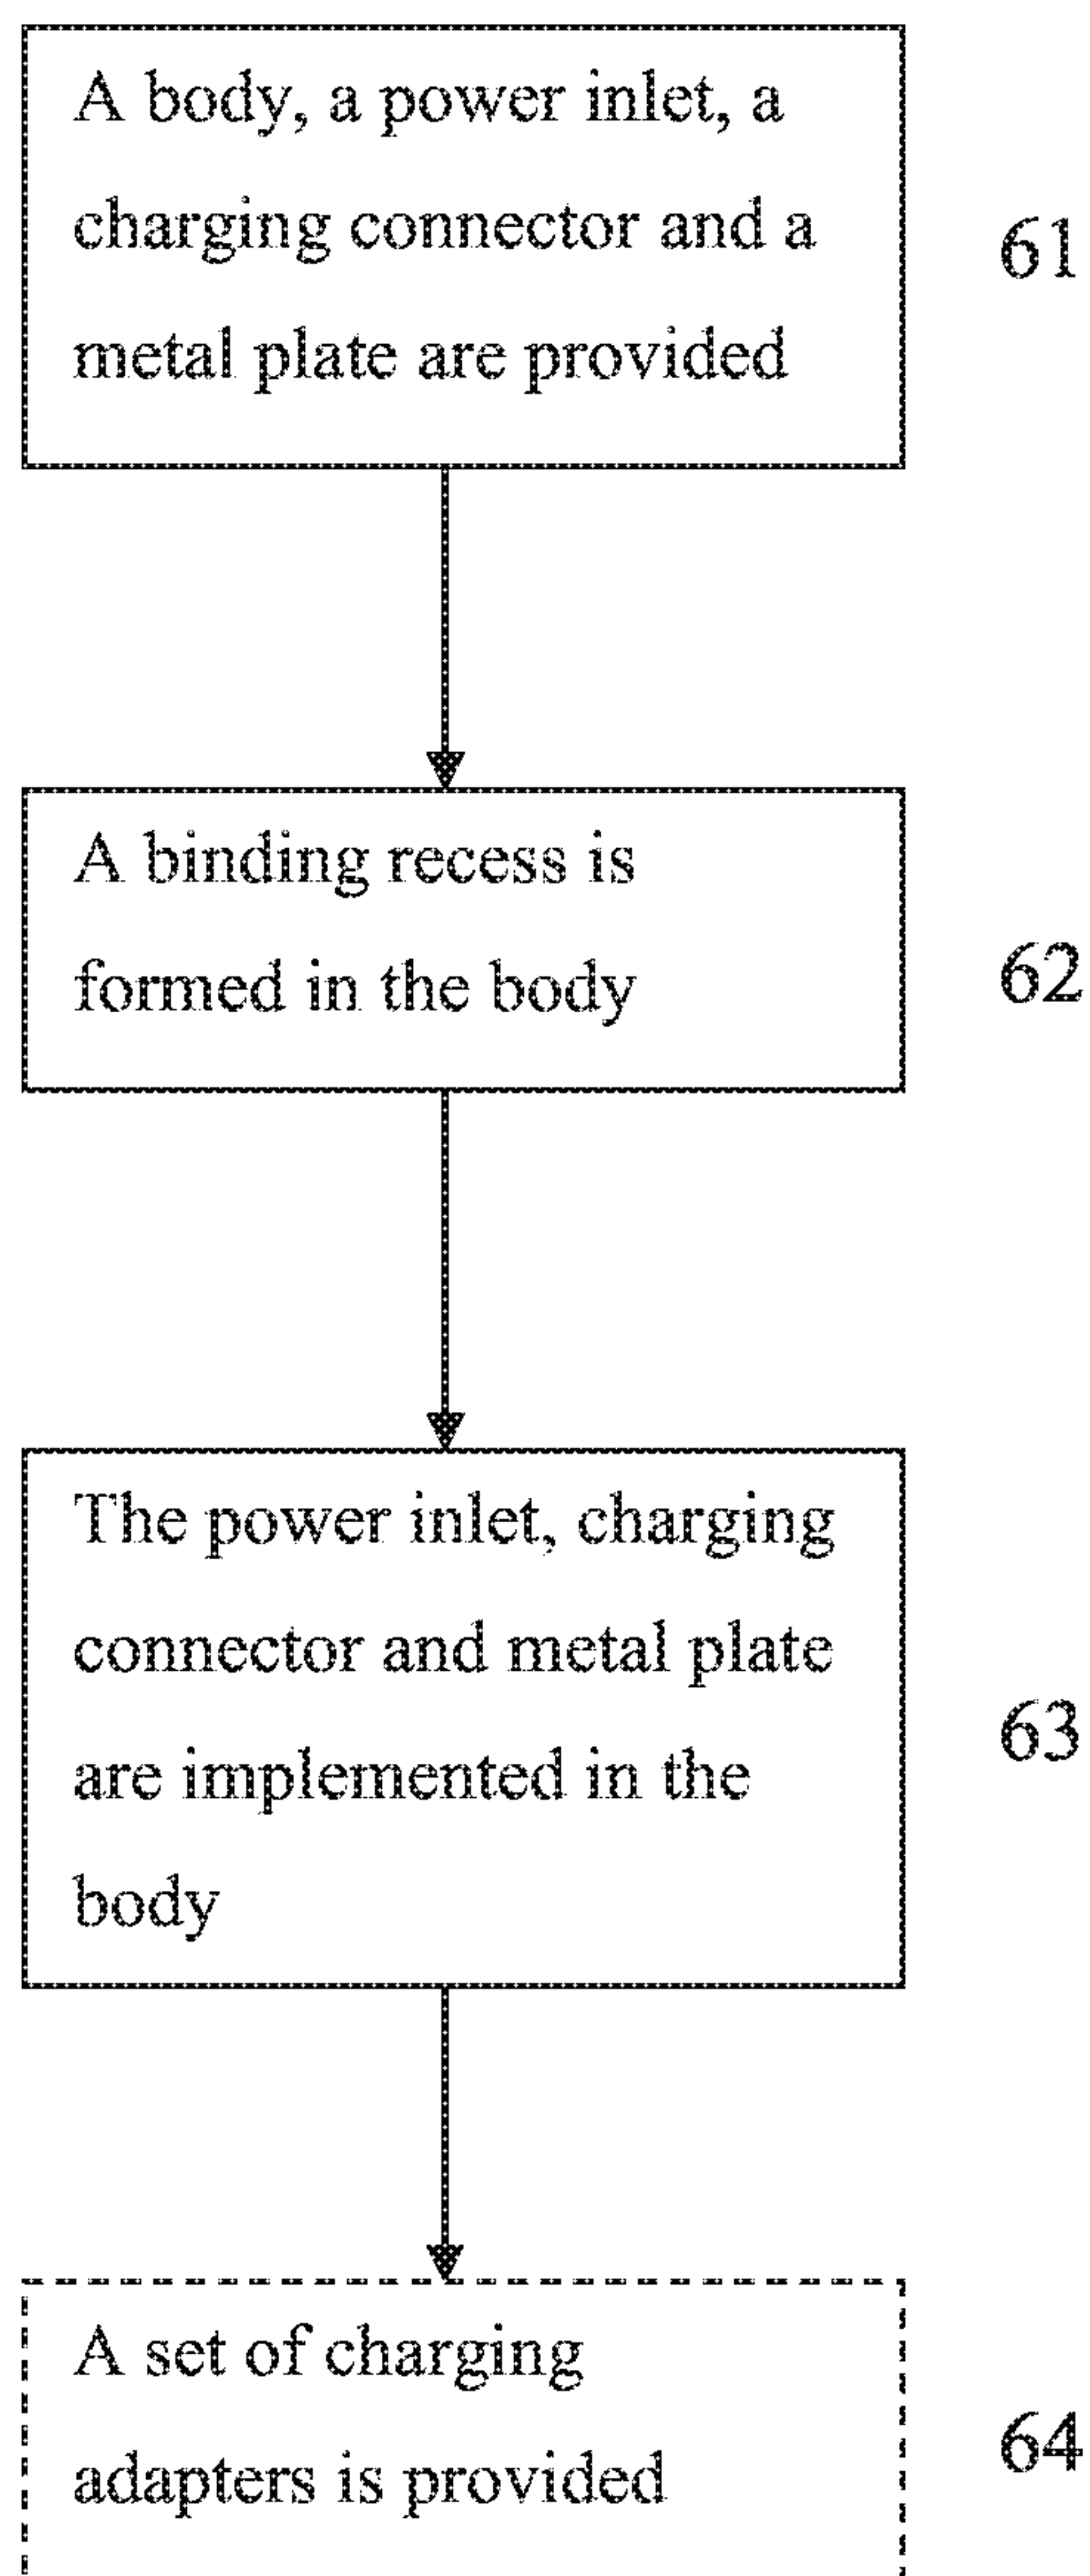 A body, a power inlet, a
charging connector and a
metal plate are provided
61
A binding recess is
formed in the body
62
The power inlet, charging
connector and metal plate
are implemented in the
body
63
A set of charging
adapters is provided
64